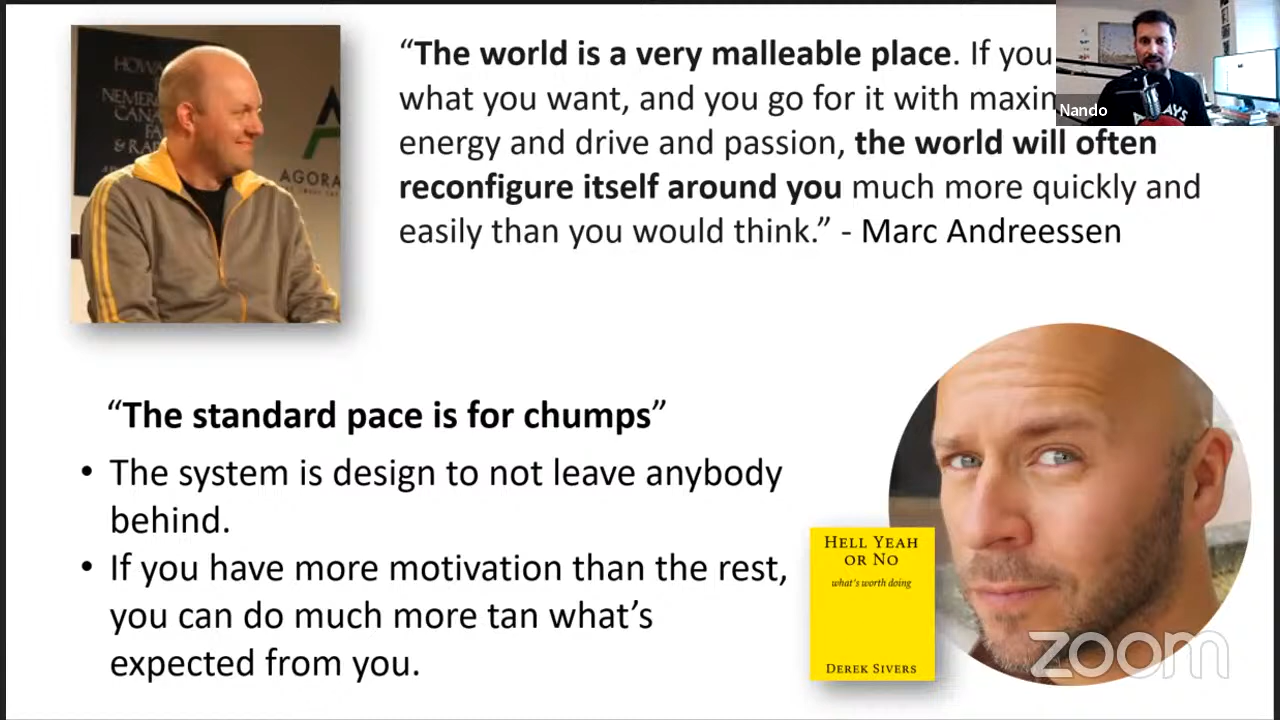 “The world is a very malleable place. If you
what you want, and you go for it with maxim
energy and drive and passion, the world will often
reconfigure itself around you much more quickly and
easily than you would think.” - Marc Andreessen
Nando
AGORA
“The standard pace is for chumps”
• The system is design to not leave anybody
behind.
• If you have more motivation than the rest,
you can do much more tan what’s
expected from you.
HELL YEAH
OR NO
what’s worth doing
DEREK SIVERS
zoom